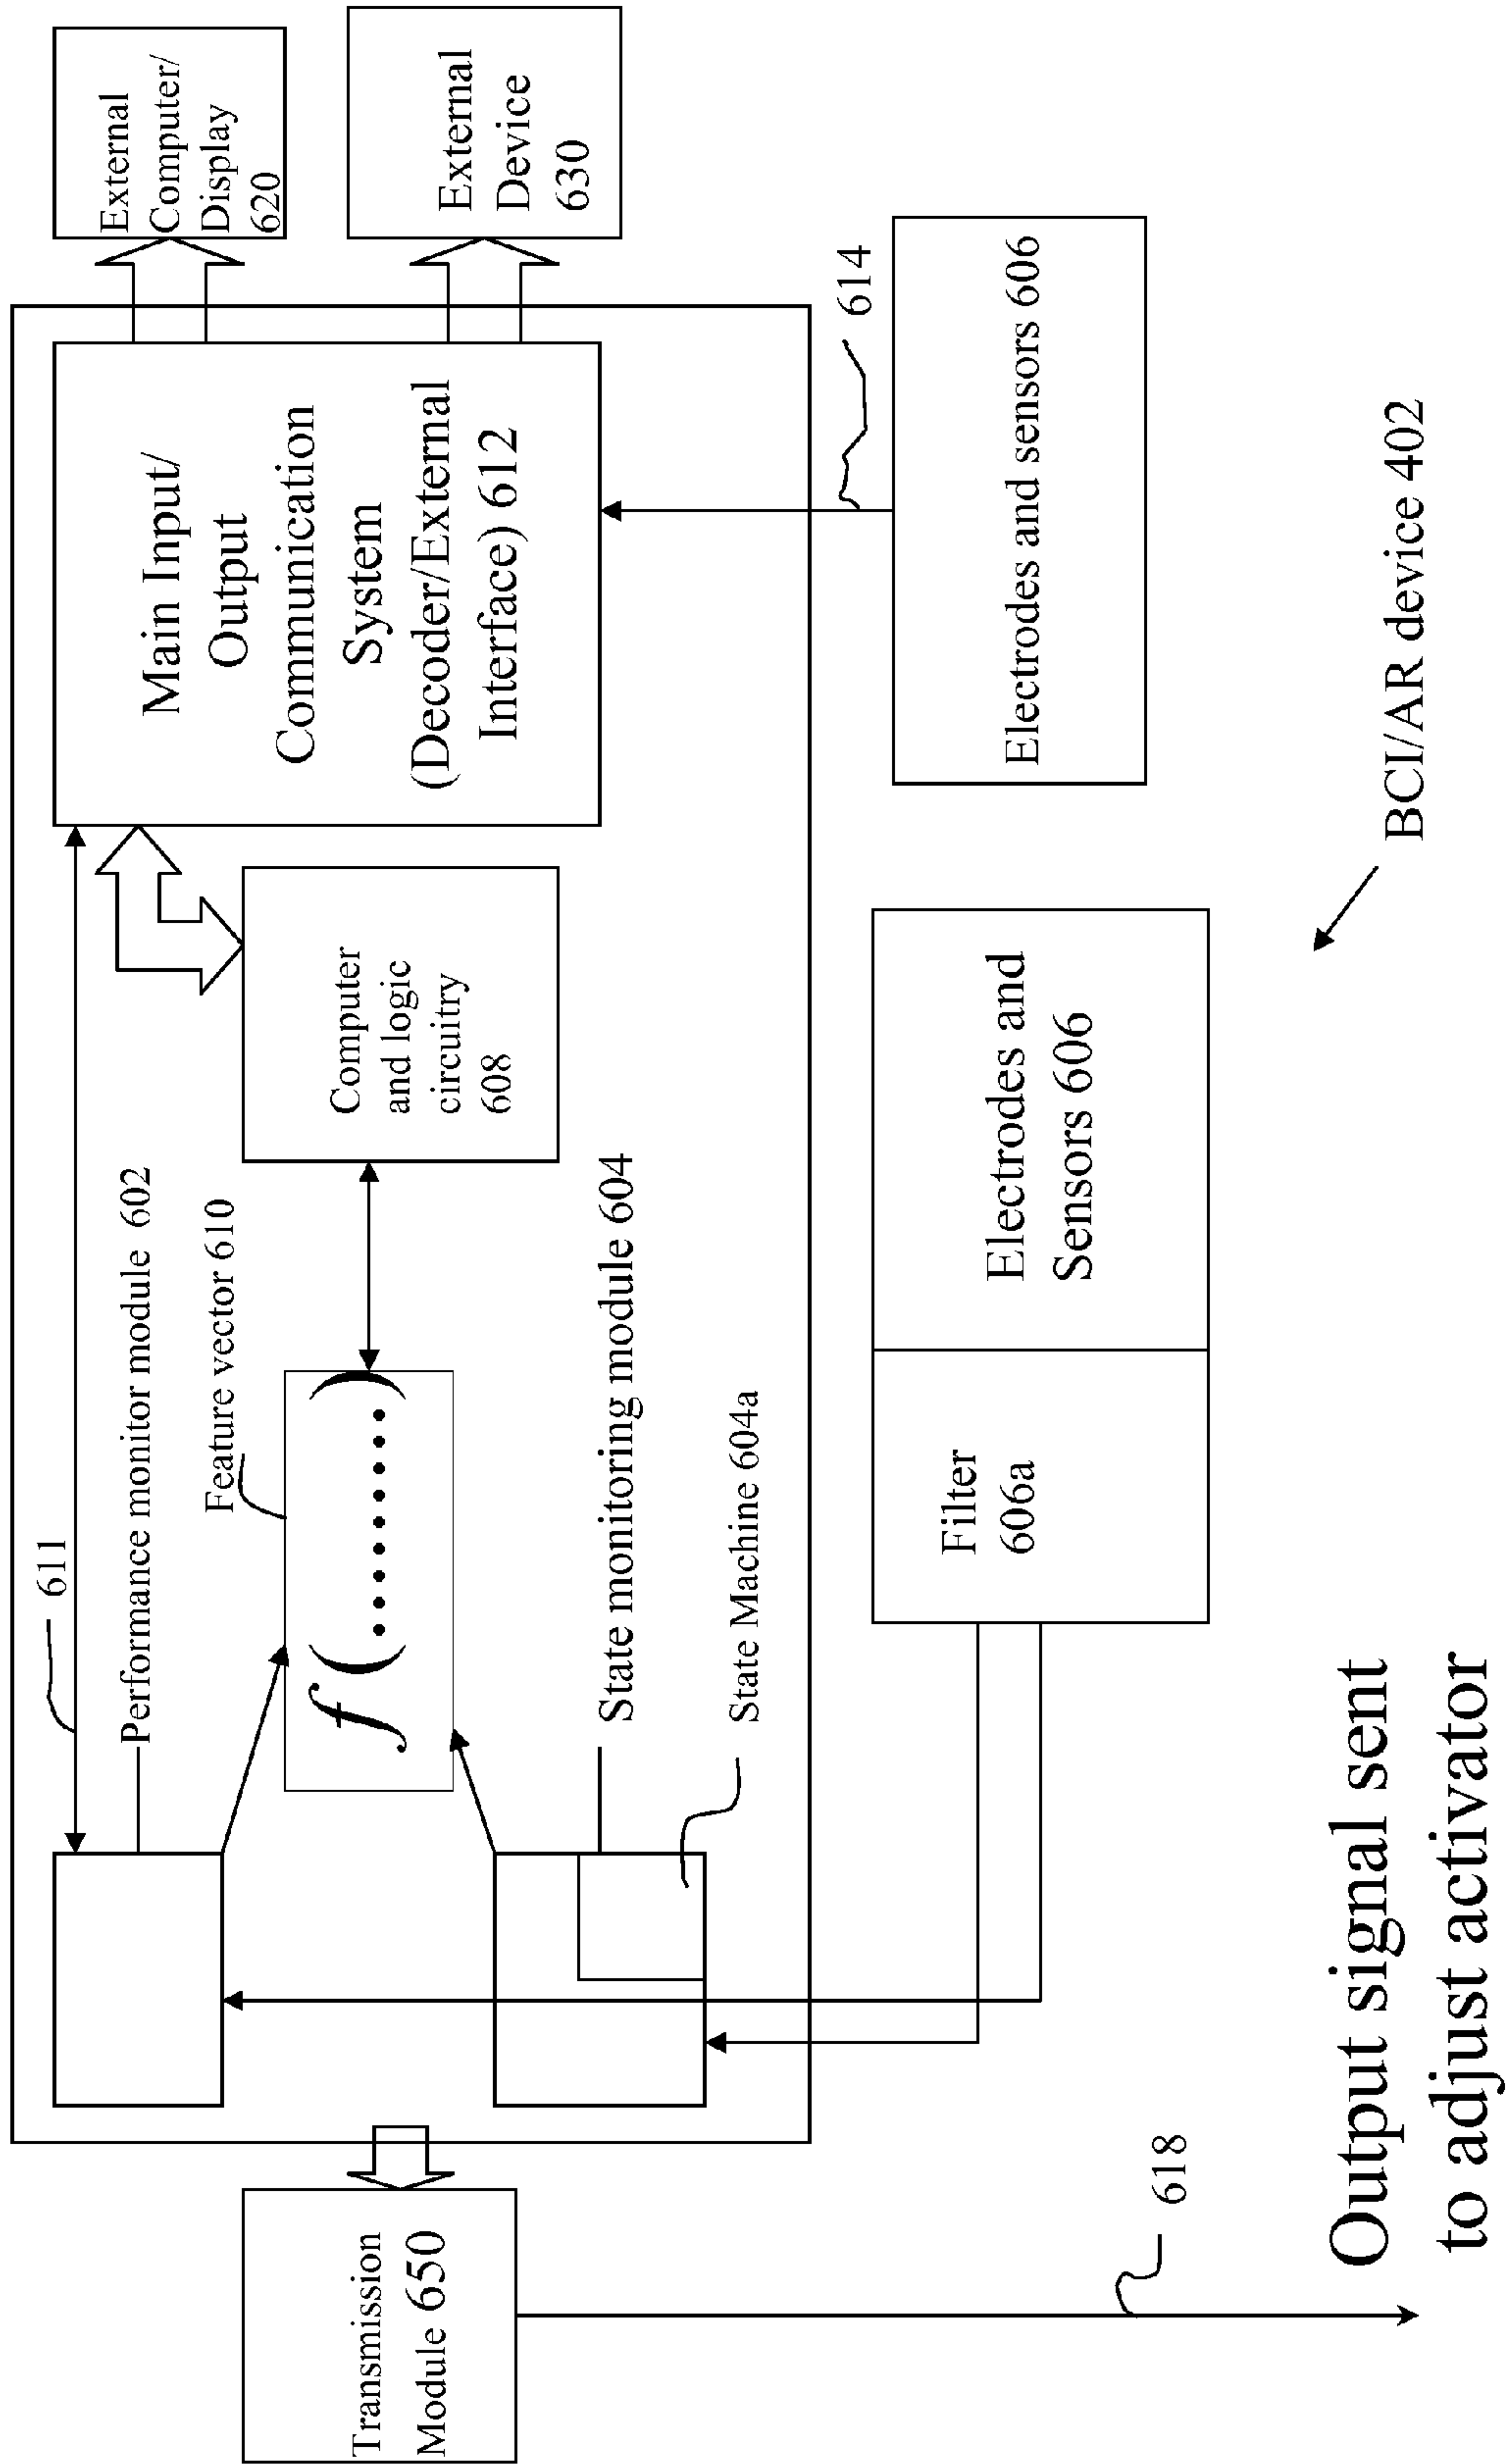 611
Performance monitor module 602
Feature vector 610
f(..........)
Computer
and logic
circuitry
608
Main Input/
Output
Communication
System
(Decoder/External
Interface) 612
External
Computer/
Display
620
External
Device
630
Transmission
Module 650
State monitoring module 604
State Machine 604a
614
Filter
606a
Electrodes and
Sensors 606
Electrodes and sensors 606
618
BCI/AR device 402
Output signal sent
to adjust activator